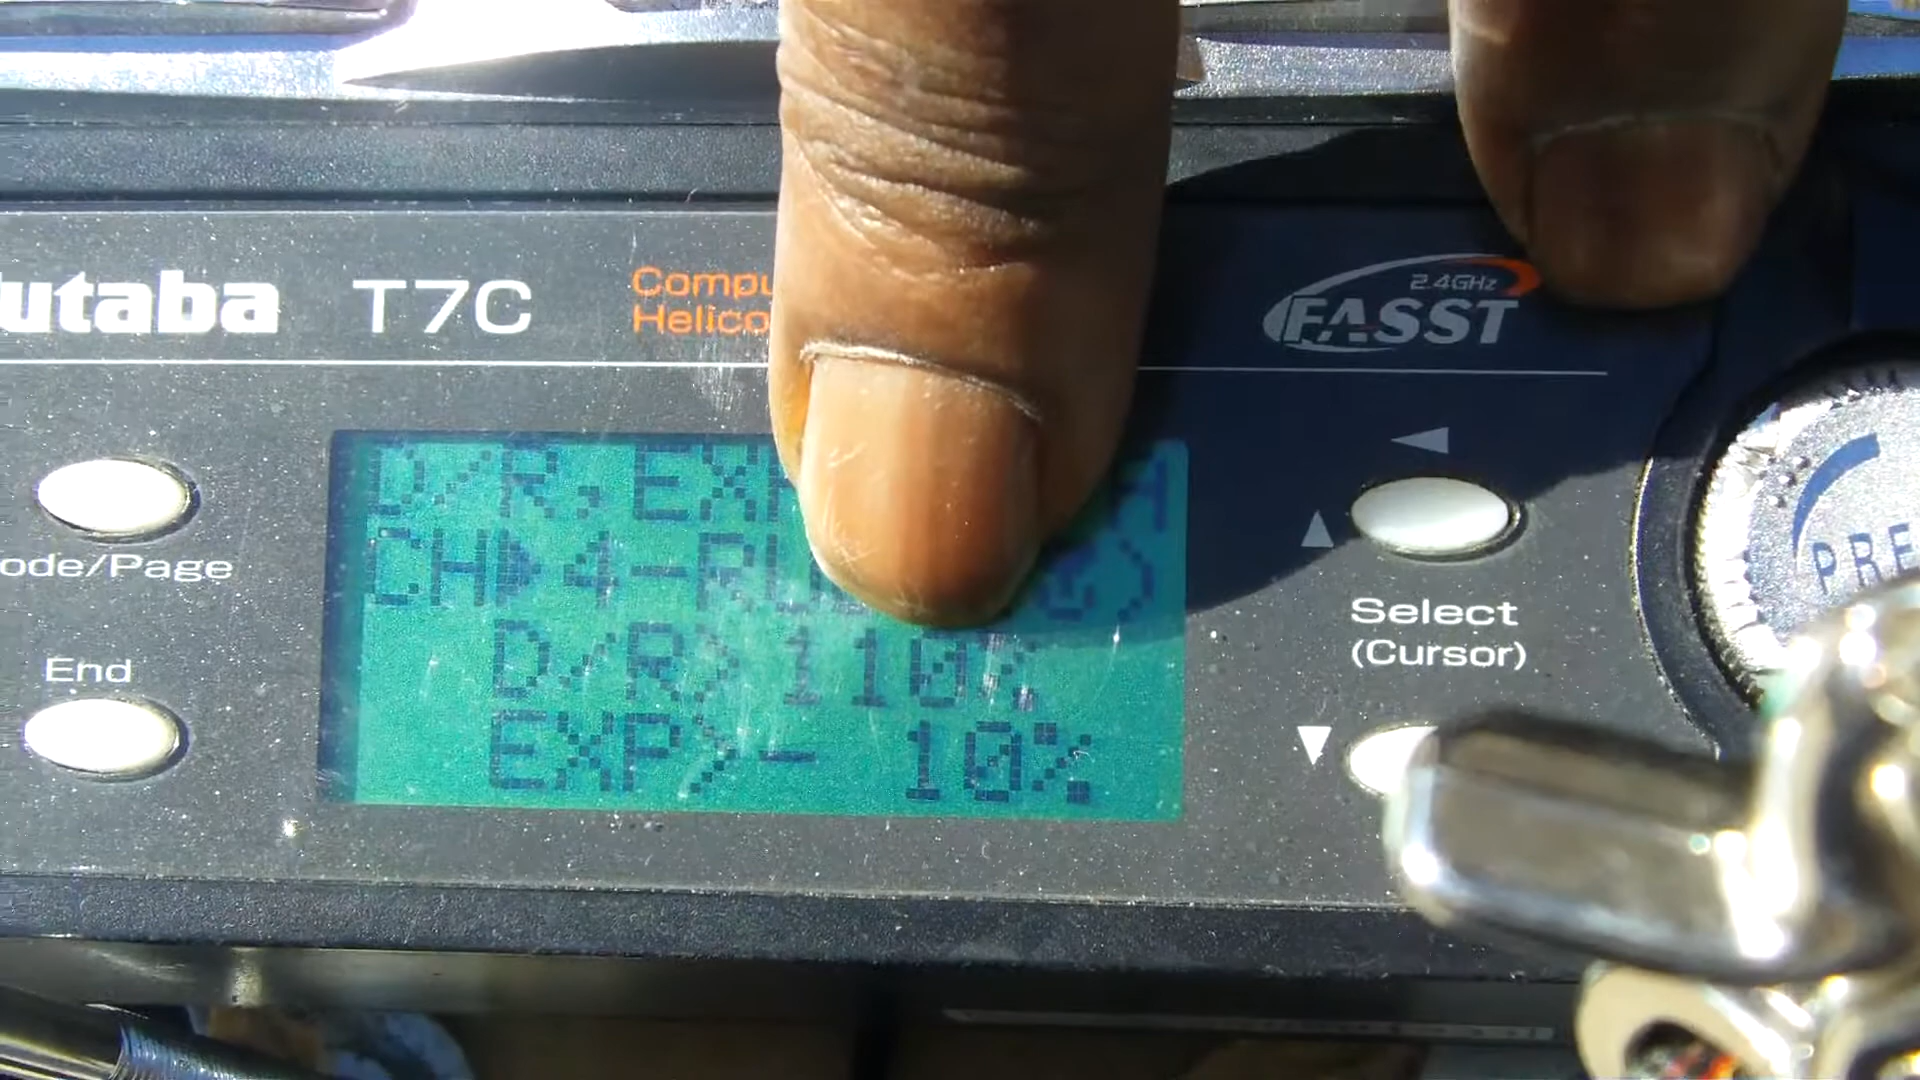 utaba T7C
Compu
Helico
2.4GHz
FASST
D/R,EX
CH▶4-RU
D/R>110%
EXP>- 10%
ode/Page
End
◀
▲
Select
(Cursor)
▼
PRE